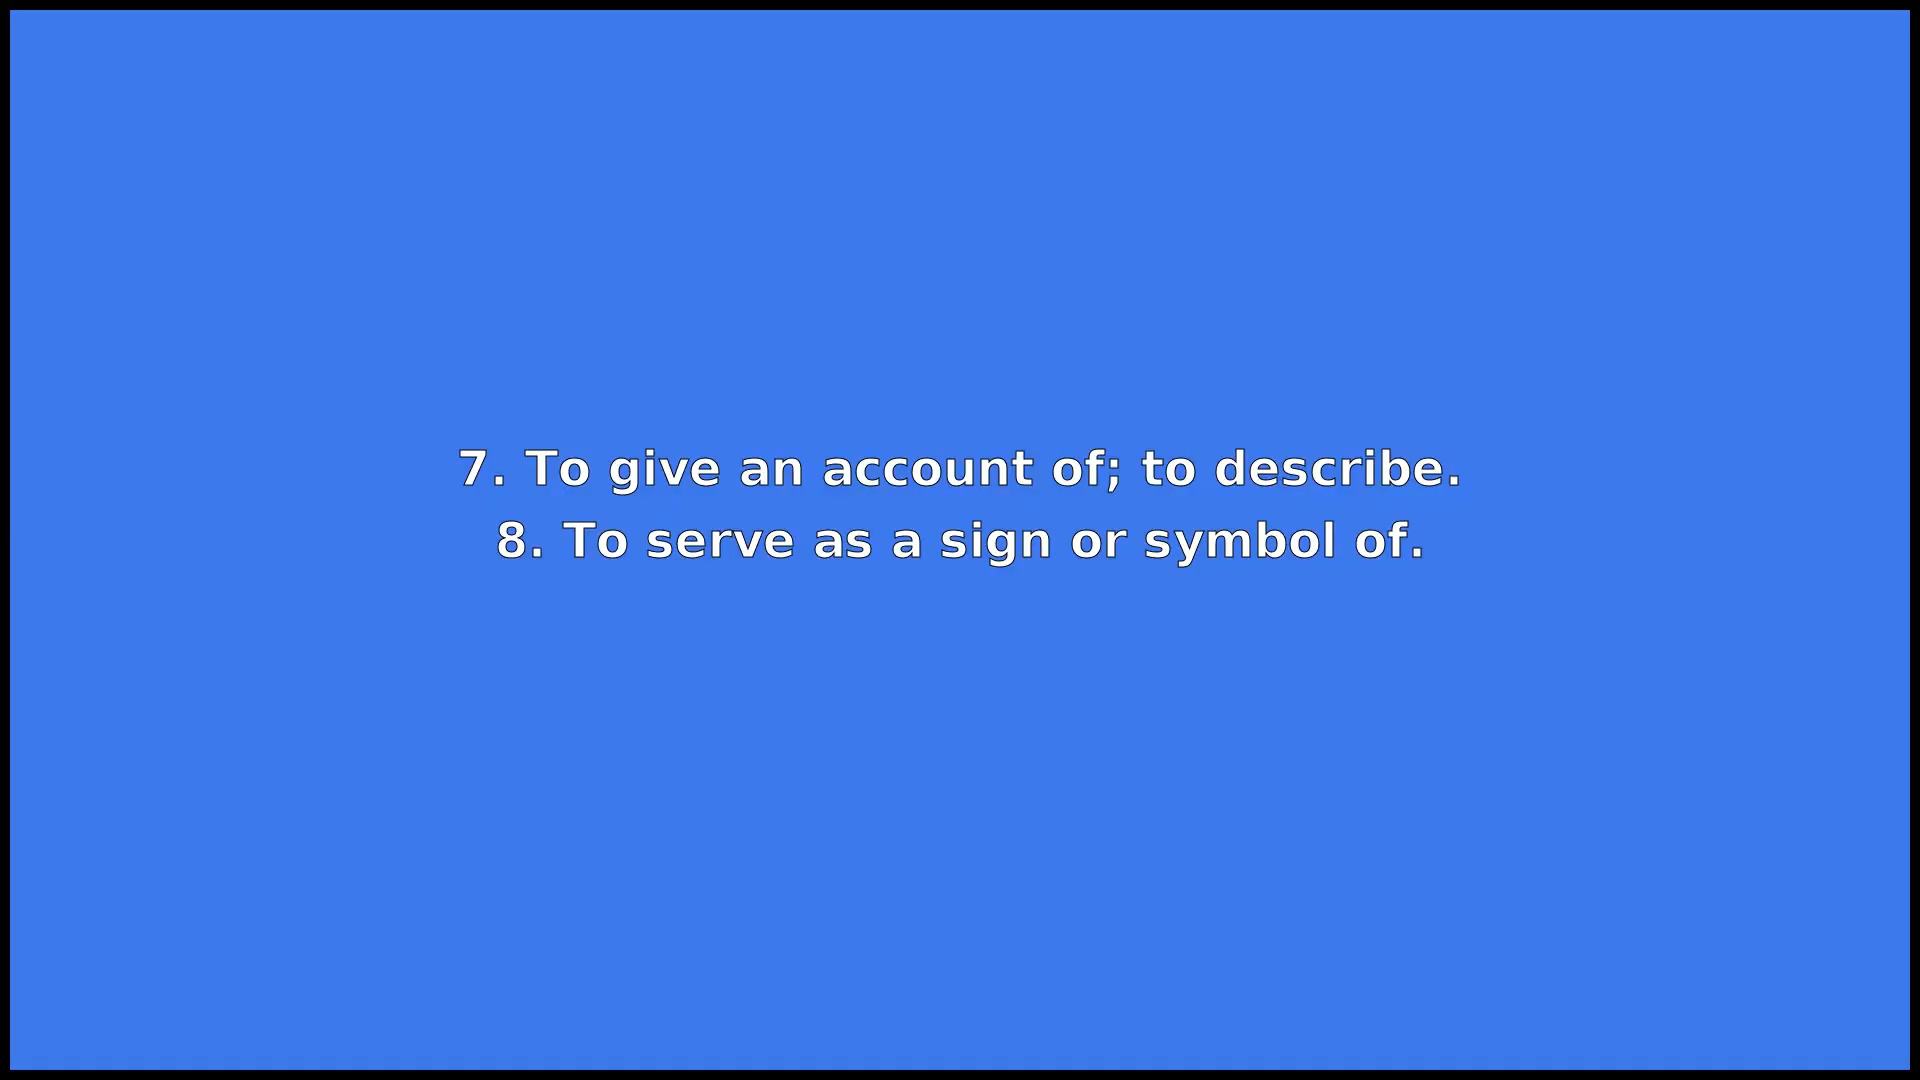 7. To give an account of; to describe.
8. To serve as a sign or symbol of.